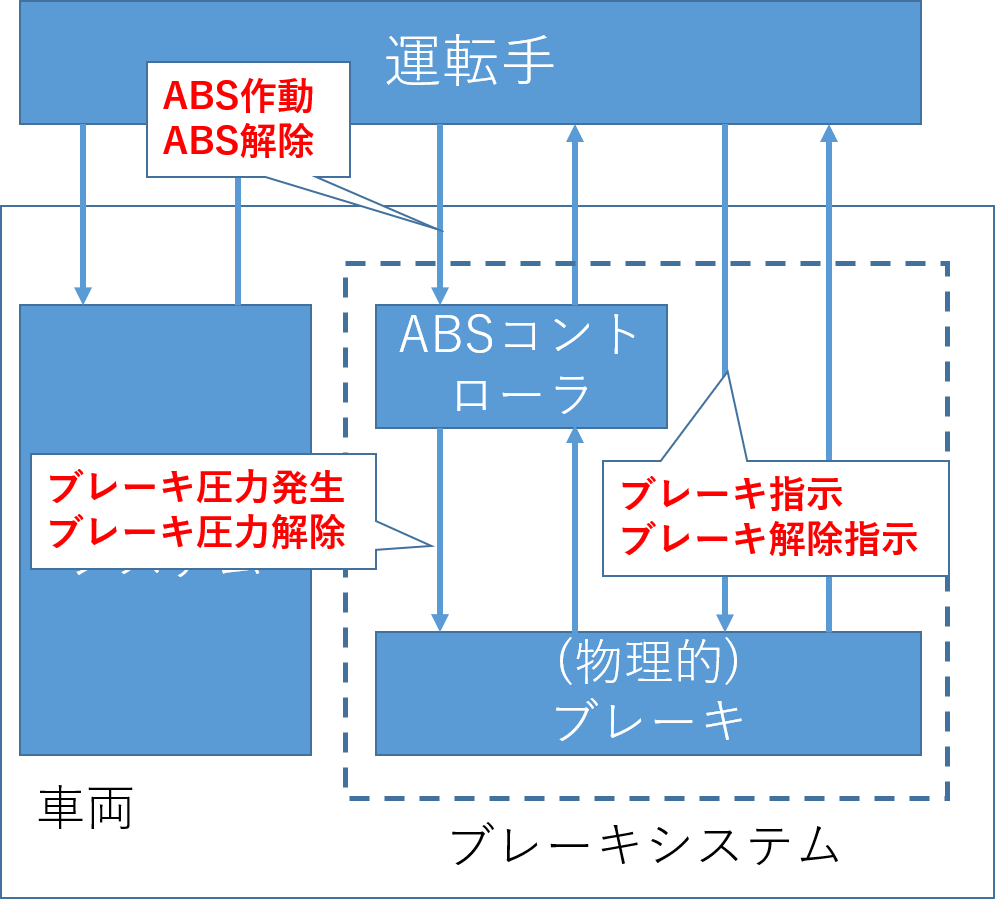 運転手
ABS作動
ABS解除
ABSコント
ローラ
ブレーキ圧力発生
ブレーキ圧力解除
ブレーキ指示
ブレーキ解除指示
(物理的)
ブレーキ
車両
ブレーキシステム